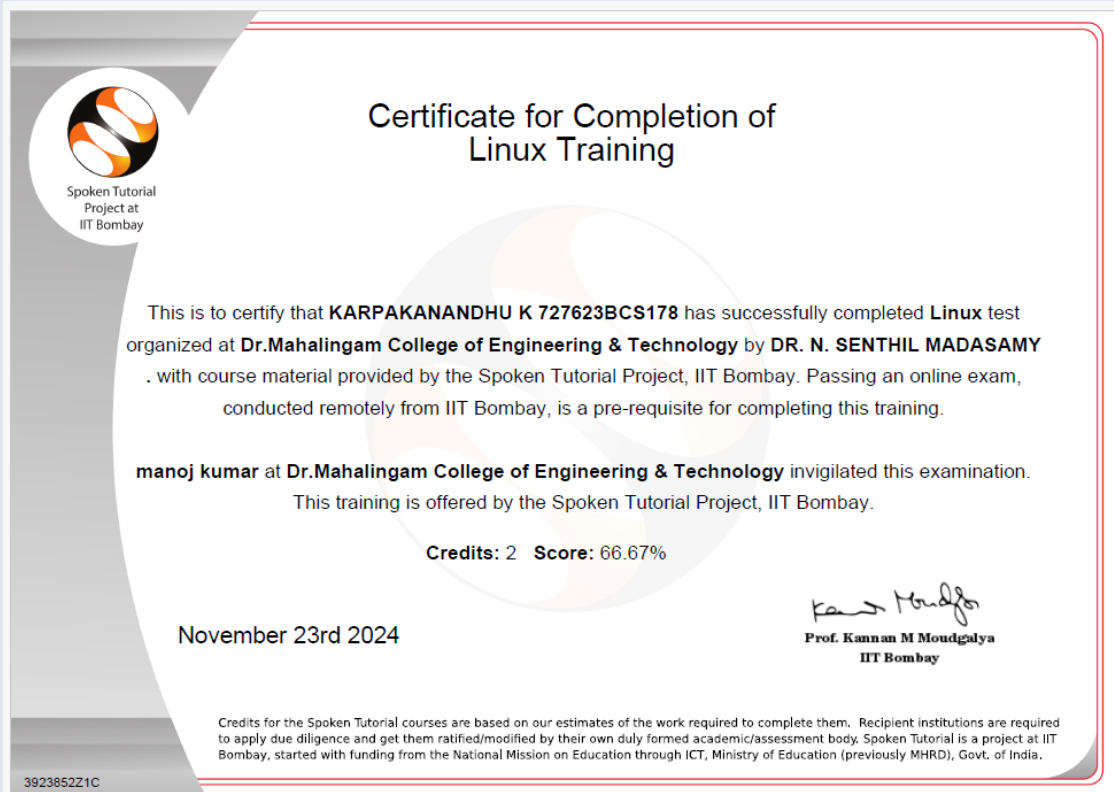 Spoken Tutorial
Project at
IIT Bombay
Certificate for Completion of
Linux Training
This is to certify that KARPAKANANDHU K 727623BCS178 has successfully completed Linux test
organized at Dr.Mahalingam College of Engineering & Technology by DR. N. SENTHIL MADASAMY
. with course material provided by the Spoken Tutorial Project, IIT Bombay. Passing an online exam,
conducted remotely from IIT Bombay, is a pre-requisite for completing this training.
manoj kumar at Dr.Mahalingam College of Engineering & Technology invigilated this examination.
This training is offered by the Spoken Tutorial Project, IIT Bombay.
Credits: 2 Score: 66.67%
November 23rd 2024
Prof. Kannan M Moudgalya
IIT Bombay
Credits for the Spoken Tutorial courses are based on our estimates of the work required to complete them. Recipient institutions are required
to apply due diligence and get them ratified/modified by their own duly formed academic/assessment body. Spoken Tutorial is a project at IIT
Bombay, started with funding from the National Mission on Education through ICT, Ministry of Education (previously MHRD), Govt. of India.
3923852Z1C